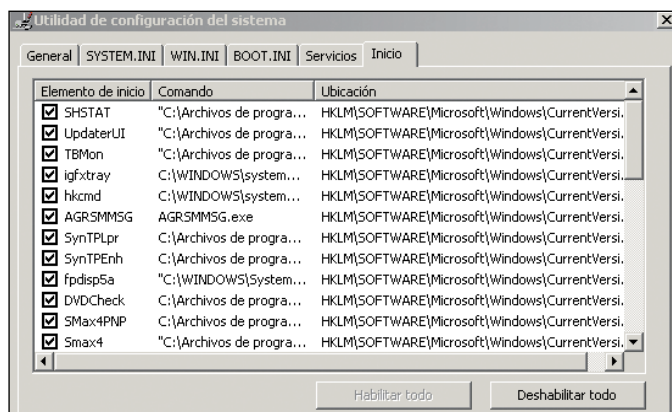 Utilidad de configuración del sistema
General SYSTEM.INI WIN.INI BOOT.INI Servicios Inicio
Elemento de inicio Comando Ubicación
SHSTAT "C:\Archivos de progra... HKLM\SOFTWARE\Microsoft\Windows\CurrentVersi.
UpdaterUI "C:\Archivos de progra... HKLM\SOFTWARE\Microsoft\Windows\CurrentVersi.
TBMon "C:\Archivos de progra... HKLM\SOFTWARE\Microsoft\Windows\CurrentVersi.
igfxtray C:\WINDOWS\system... HKLM\SOFTWARE\Microsoft\Windows\CurrentVersi.
hkcmd C:\WINDOWS\system... HKLM\SOFTWARE\Microsoft\Windows\CurrentVersi.
AGRSMMSG AGRSMMSG.exe HKLM\SOFTWARE\Microsoft\Windows\CurrentVersi.
SynTPLpr C:\Archivos de progra... HKLM\SOFTWARE\Microsoft\Windows\CurrentVersi.
SynTPEnh C:\Archivos de progra... HKLM\SOFTWARE\Microsoft\Windows\CurrentVersi.
fpdisp5a "C:\WINDOWS\System... HKLM\SOFTWARE\Microsoft\Windows\CurrentVersi.
DVDCheck C:\Archivos de progra... HKLM\SOFTWARE\Microsoft\Windows\CurrentVersi.
SMax4PNP C:\Archivos de progra... HKLM\SOFTWARE\Microsoft\Windows\CurrentVersi.
Smax4 "C:\Archivos de progra... HKLM\SOFTWARE\Microsoft\Windows\CurrentVersi.
Habilitar todo Deshabilitar todo